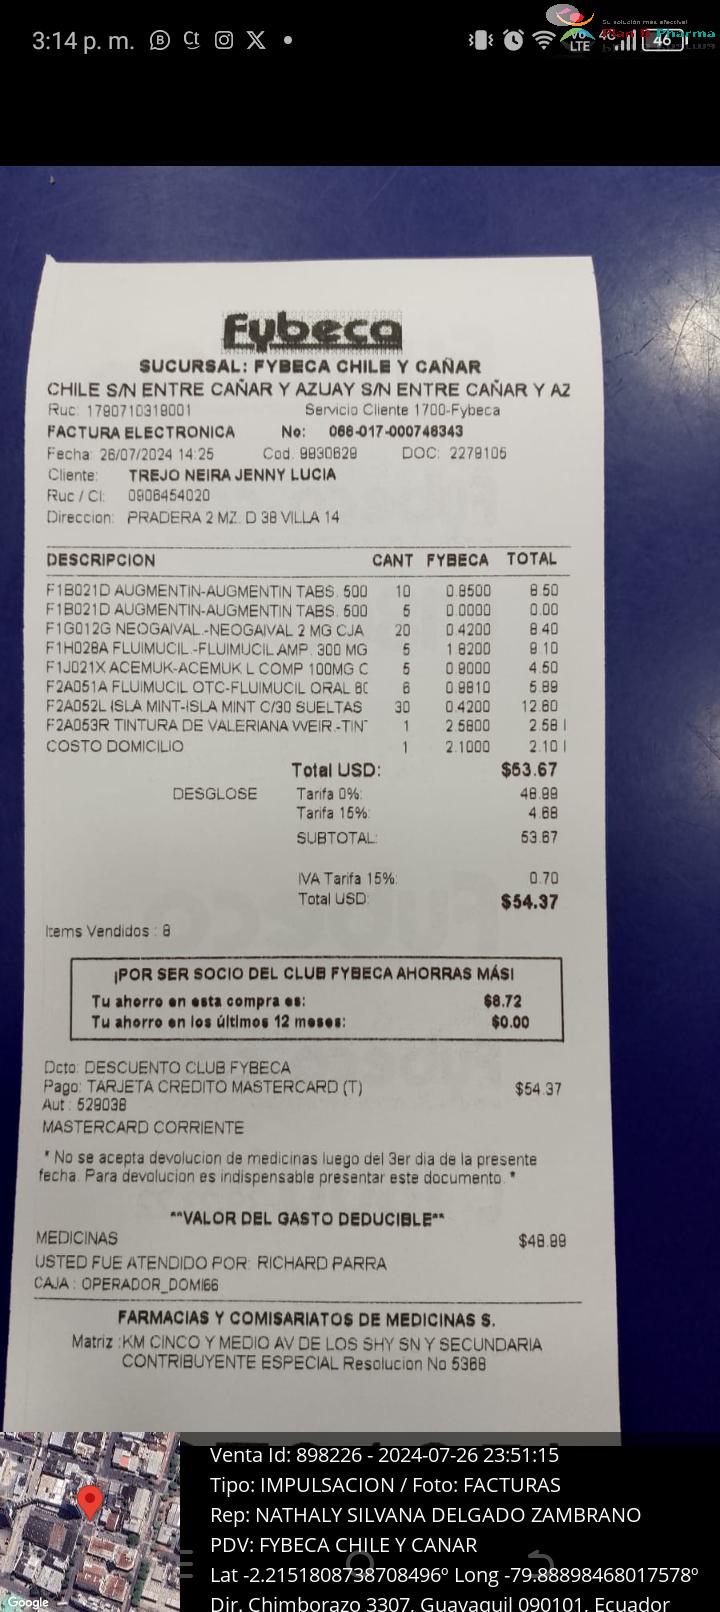 3:14 p. m.
Vo LTE 4G 46
Su solución más efectiva!
Plan B Pharma
Fybeca
SUCURSAL: FYBECA CHILE Y CAÑAR
CHILE S/N ENTRE CAÑAR Y AZUAY S/N ENTRE CAÑAR Y AZ
Ruc: 1790710319001 Servicio Cliente 1700-Fybeca
FACTURA ELECTRONICA No: 066-017-000746343
Fecha: 26/07/2024 14:25 Cod. 9930629 DOC: 2279105
Cliente: TREJO NEIRA JENNY LUCIA
Ruc / CI: 0906454020
Direccion: PRADERA 2 MZ. D 38 VILLA 14
DESCRIPCION CANT FYBECA TOTAL
F1B021D AUGMENTIN-AUGMENTIN TABS. 500 10 0.8500 8.50
F1B021D AUGMENTIN-AUGMENTIN TABS. 500 5 0.0000 0.00
F1G012G NEOGAIVAL.-NEOGAIVAL 2 MG CJA 20 0.4200 8.40
F1H028A FLUIMUCIL.-FLUIMUCIL AMP. 300 MG 5 1.8200 9.10
F1J021X ACEMUK-ACEMUK L COMP 100MG C 5 0.9000 4.50
F2A051A FLUIMUCIL OTC-FLUIMUCIL ORAL 60 6 0.9810 5.89
F2A052L ISLA MINT-ISLA MINT C/30 SUELTAS 30 0.4200 12.60
F2A053R TINTURA DE VALERIANA WEIR.-TIN 1 2.5800 2.58 I
COSTO DOMICILIO 1 2.1000 2.10 I
Total USD: $53.67
DESGLOSE Tarifa 0%: 48.99
Tarifa 15%: 4.68
SUBTOTAL: 53.67
IVA Tarifa 15%: 0.70
Total USD: $54.37
Items Vendidos : 8
¡POR SER SOCIO DEL CLUB FYBECA AHORRAS MÁS!
Tu ahorro en esta compra es: $8.72
Tu ahorro en los últimos 12 meses: $0.00
Dcto: DESCUENTO CLUB FYBECA
Pago: TARJETA CREDITO MASTERCARD (T) $54.37
Aut : 529038
MASTERCARD CORRIENTE
* No se acepta devolucion de medicinas luego del 3er dia de la presente
fecha. Para devolucion es indispensable presentar este documento. *
**VALOR DEL GASTO DEDUCIBLE**
MEDICINAS $48.99
USTED FUE ATENDIDO POR: RICHARD PARRA
CAJA : OPERADOR_DOMI66
FARMACIAS Y COMISARIATOS DE MEDICINAS S.
Matriz :KM CINCO Y MEDIO AV DE LOS SHY SN Y SECUNDARIA
CONTRIBUYENTE ESPECIAL Resolucion No 5368
Venta Id: 898226 - 2024-07-26 23:51:15
Tipo: IMPULSACION / Foto: FACTURAS
Rep: NATHALY SILVANA DELGADO ZAMBRANO
PDV: FYBECA CHILE Y CANAR
Lat -2.2151808738708496º Long -79.88898468017578º
Dir. Chimborazo 3307, Guayaquil 090101, Ecuador
Google